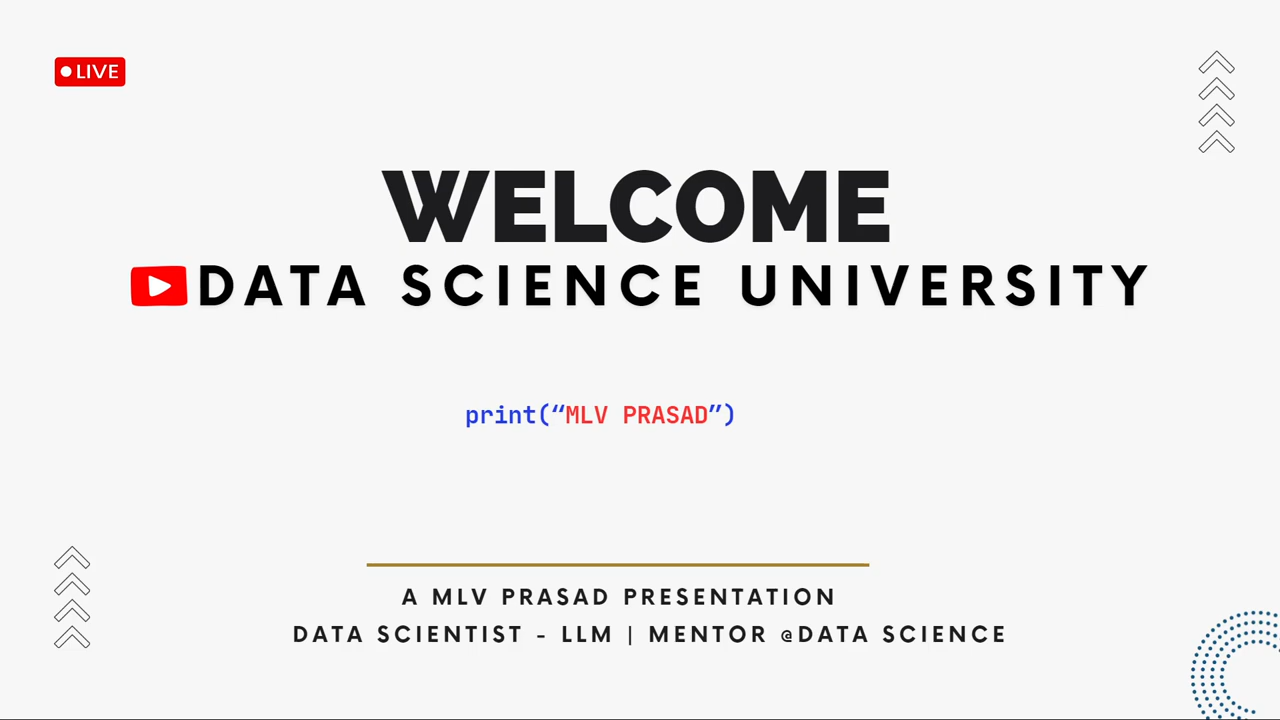 LIVE
WELCOME
DATA SCIENCE UNIVERSITY
print(“MLV PRASAD”)
A MLV PRASAD PRESENTATION
DATA SCIENTIST - LLM | MENTOR @DATA SCIENCE